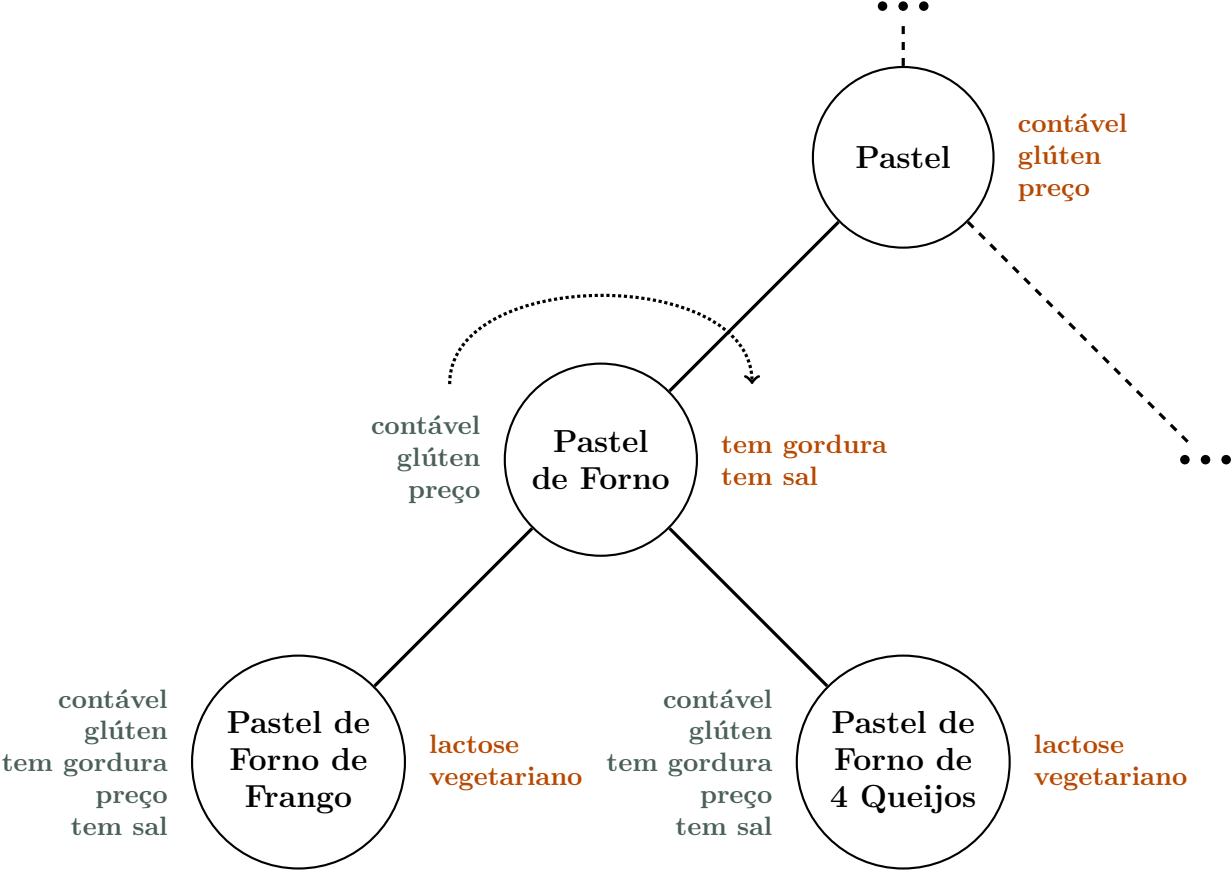 Pastel
contável
glúten
preço
contável
glúten
preço
Pastel
de Forno
tem gordura
tem sal
contável
glúten
tem gordura
preço
tem sal
Pastel de
Forno de
Frango
lactose
vegetariano
contável
glúten
tem gordura
preço
tem sal
Pastel de
Forno de
4 Queijos
lactose
vegetariano